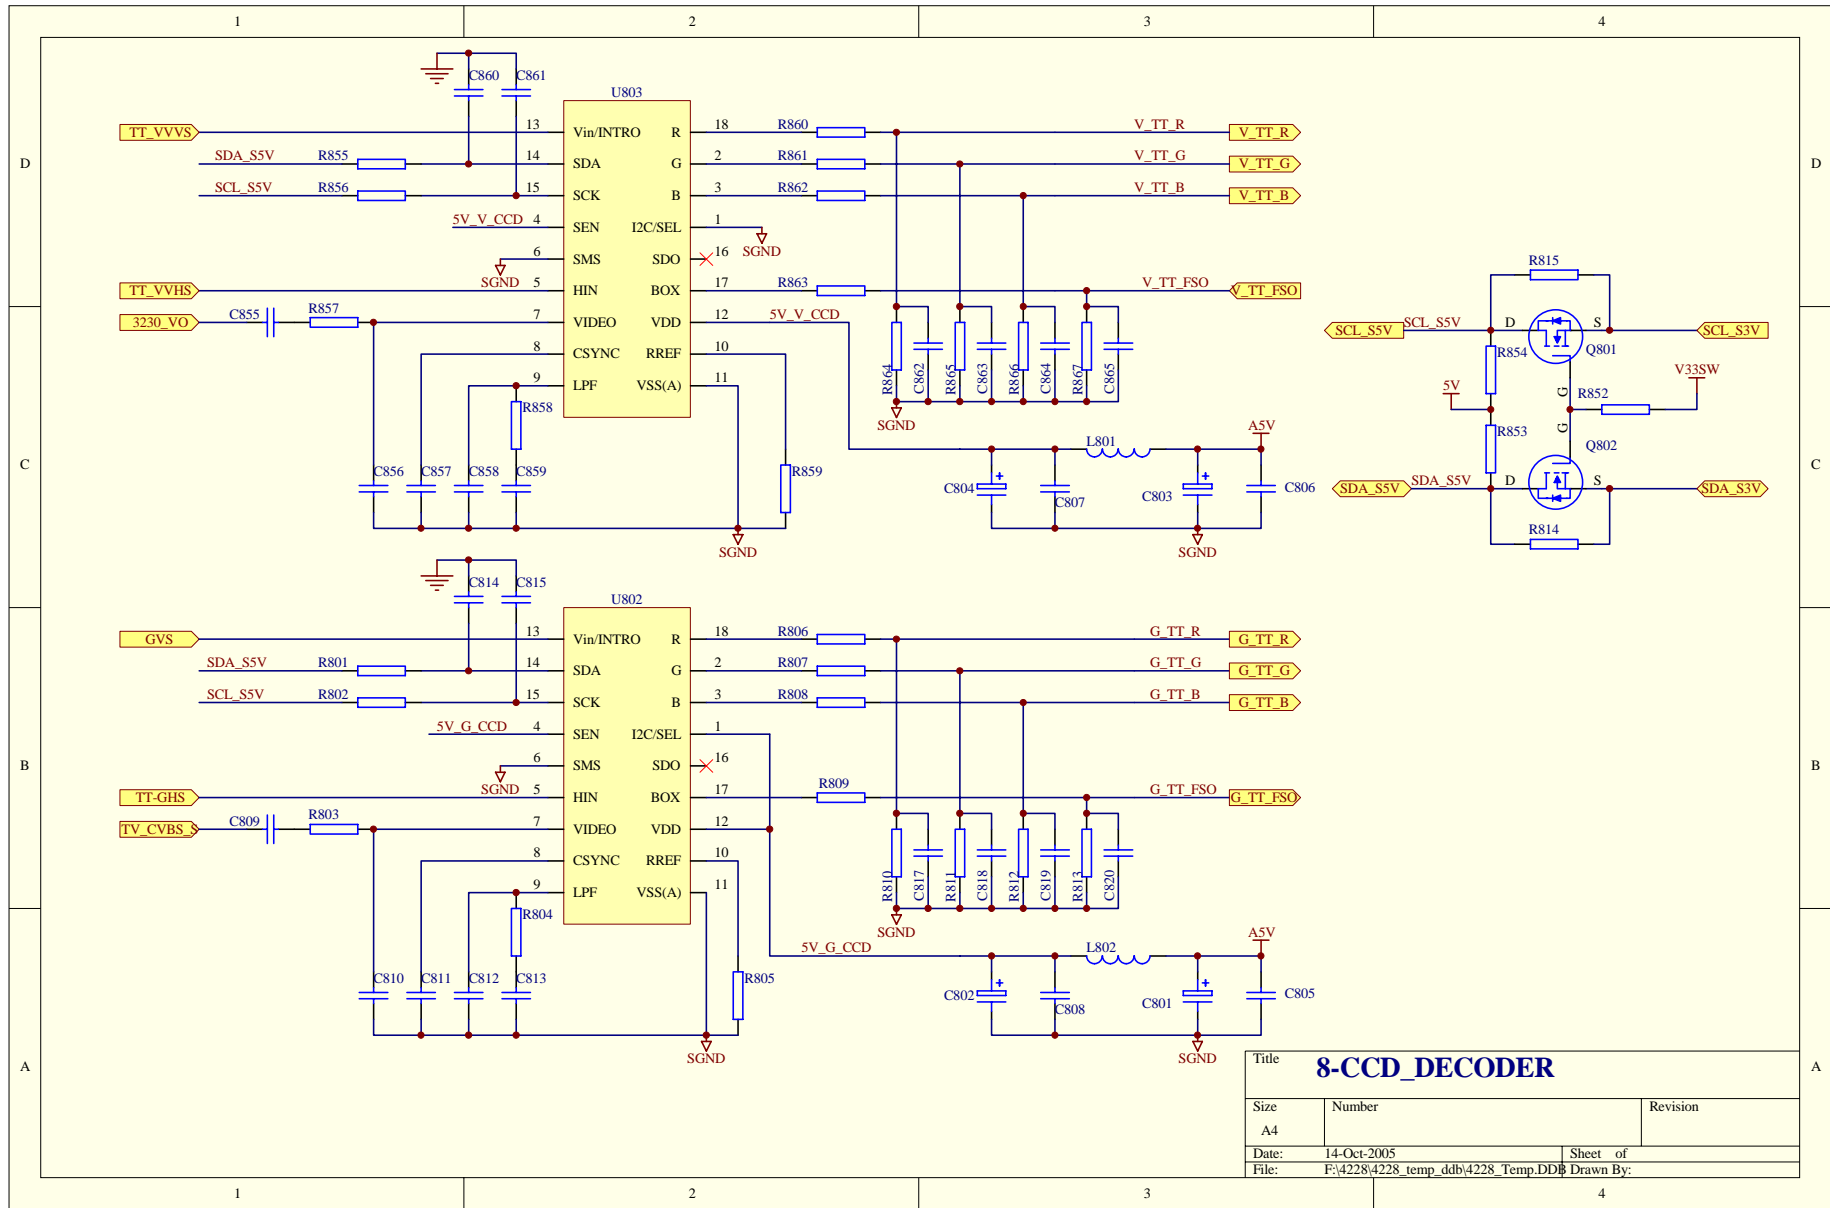 1 2 3 4
D D
C C
B B
A A
1 2 3 4
C860 C861
U803
TT_VVVS 13 Vin/INTRO R 18 R860 V_TT_R V_TT_R
SDA_S5V R855 14 SDA G 2 R861 V_TT_G V_TT_G
SCL_S5V R856 15 SCK B 3 R862 V_TT_B V_TT_B
5V_V_CCD 4 SEN I2C/SEL 1 SGND
6 SMS SDO 16
SGND
TT_VVHS 5 HIN BOX 17 R863 V_TT_FSO V_TT_FSO
3230_VO C855 R857 7 VIDEO VDD 12 5V_V_CCD
8 CSYNC RREF 10
9 LPF VSS(A) 11
R858
R864 C862 R865 C863 R866 C864 R867 C865
SGND
C856 C857 C858 C859
R859
SGND
L801 A5V
C804 + C807 C803 + C806
SGND
R815
SCL_S5V SCL_S5V D S SCL_S3V
Q801
R854
G
5V R852 V33SW
G
R853
Q802
SDA_S5V SDA_S5V D S SDA_S3V
R814
C814 C815
U802
GVS 13 Vin/INTRO R 18 R806 G_TT_R G_TT_R
SDA_S5V R801 14 SDA G 2 R807 G_TT_G G_TT_G
SCL_S5V R802 15 SCK B 3 R808 G_TT_B G_TT_B
5V_G_CCD 4 SEN I2C/SEL 1
6 SMS SDO 16
SGND
TT-GHS 5 HIN BOX 17 R809 G_TT_FSO G_TT_FSO
TV_CVBS_S C809 R803 7 VIDEO VDD 12
8 CSYNC RREF 10
9 LPF VSS(A) 11
R804
R810 C817 R811 C818 R812 C819 R813 C820
SGND
C810 C811 C812 C813
R805
SGND
5V_G_CCD L802 A5V
C802 + C808 C801 + C805
SGND
Title 8-CCD_DECODER
Size Number Revision
A4
Date: 14-Oct-2005 Sheet of
File: F:\4228\4228_temp_ddb\4228_Temp.DDB Drawn By: